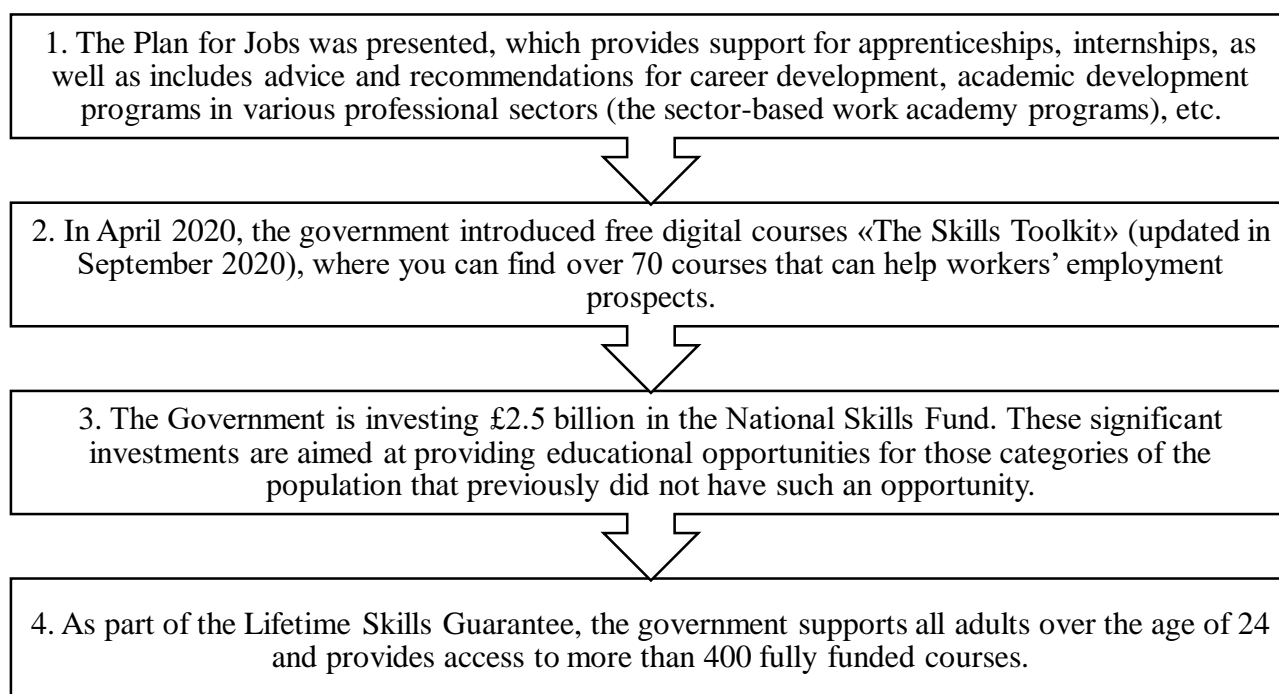 1. The Plan for Jobs was presented, which provides support for apprenticeships, internships, as
well as includes advice and recommendations for career development, academic development
programs in various professional sectors (the sector-based work academy programs), etc.
2. In April 2020, the government introduced free digital courses «The Skills Toolkit» (updated in
September 2020), where you can find over 70 courses that can help workers’ employment
prospects.
3. The Government is investing £2.5 billion in the National Skills Fund. These significant
investments are aimed at providing educational opportunities for those categories of the
population that previously did not have such an opportunity.
4. As part of the Lifetime Skills Guarantee, the government supports all adults over the age of 24
and provides access to more than 400 fully funded courses.